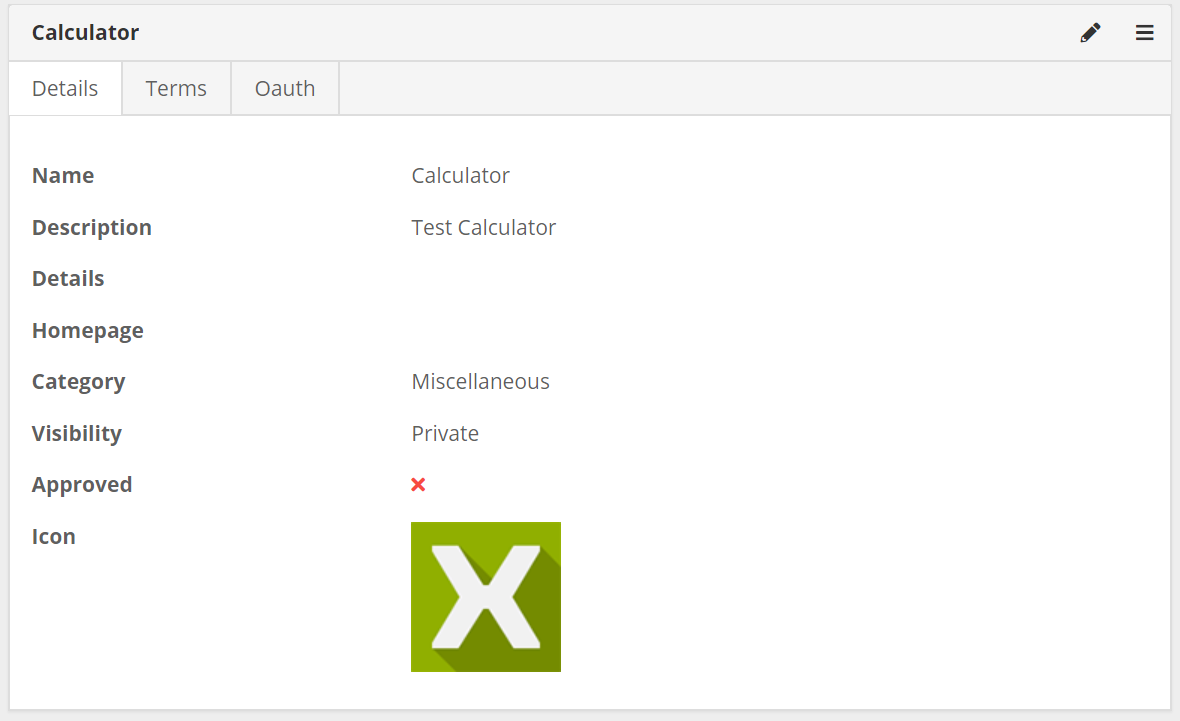 Calculator
Details Terms Oauth
Name Calculator
Description Test Calculator
Details
Homepage
Category Miscellaneous
Visibility Private
Approved
Icon
X